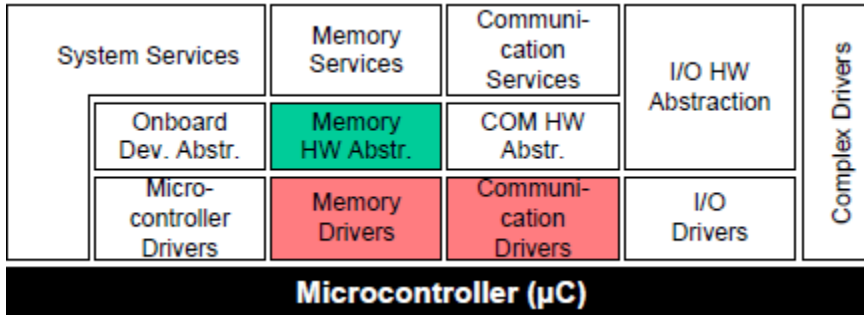 System Services
Memory
Services
Communi-
cation
Services
I/O HW
Abstraction
Complex Drivers
Onboard
Dev. Abstr.
Memory
HW Abstr.
COM HW
Abstr.
Micro-
controller
Drivers
Memory
Drivers
Communi-
cation
Drivers
I/O
Drivers
Microcontroller (µC)